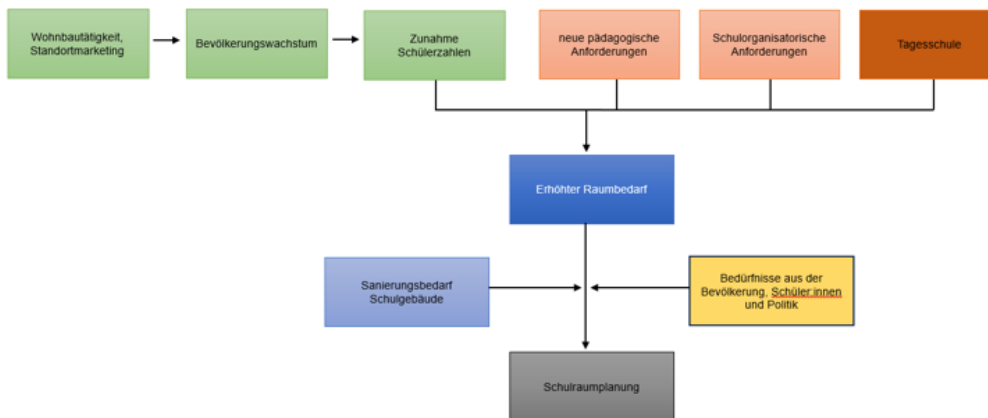 Wohnbautätigkeit,
Standortmarketing
Bevölkerungswachstum
Zunahme
Schülerzahlen
neue pädagogische
Anforderungen
Schulorganisatorische
Anforderungen
Tagesschule
Erhöhter Raumbedarf
Sanierungsbedarf
Schulgebäude
Bedürfnisse aus der
Bevölkerung, Schüler:innen
und Politik
Schulraumplanung